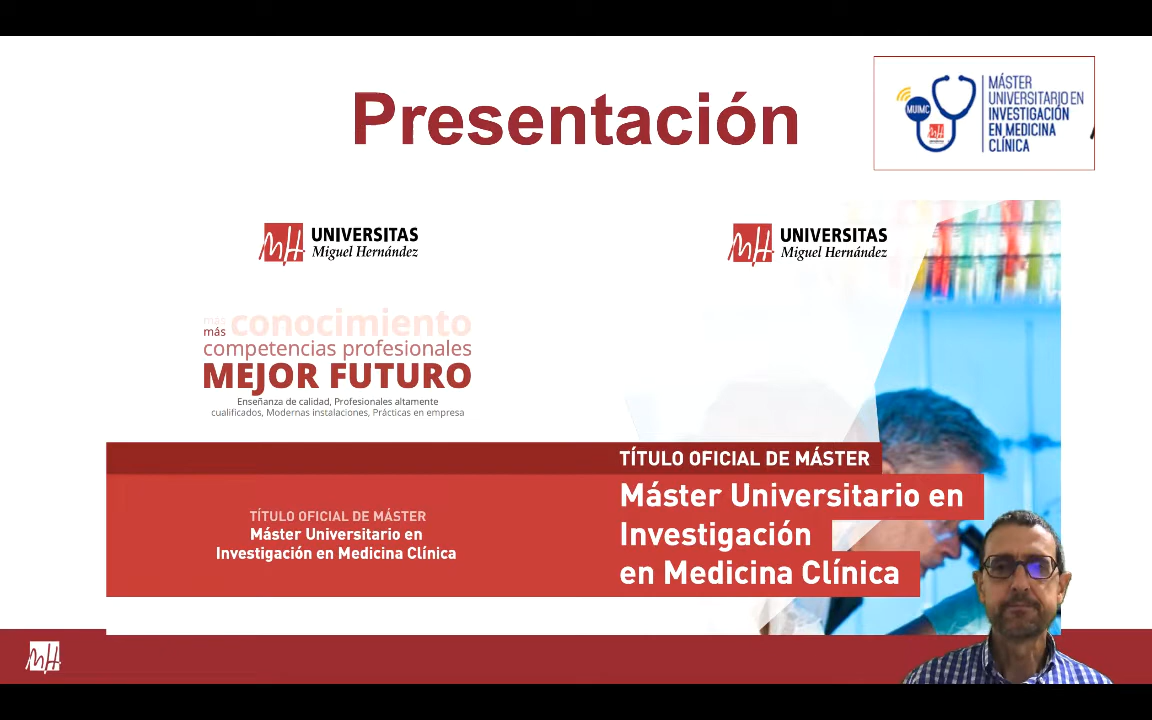 Presentación
MUIMC
MÁSTER
UNIVERSITARIO EN
INVESTIGACIÓN
EN MEDICINA
CLÍNICA
UNIVERSITAS
Miguel Hernández
más
más conocimiento
competencias profesionales
MEJOR FUTURO
Enseñanza de calidad, Profesionales altamente
cualificados, Modernas instalaciones, Prácticas en empresa
TÍTULO OFICIAL DE MÁSTER
Máster Universitario en
Investigación en Medicina Clínica
UNIVERSITAS
Miguel Hernández
TÍTULO OFICIAL DE MÁSTER
Máster Universitario en
Investigación
en Medicina Clínica